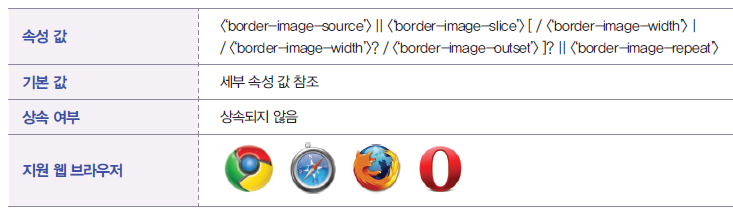 속성 값
〈'border-image-source'〉 || 〈'border-image-slice'〉 [ / 〈'border-image-width'〉 |
/ 〈'border-image-width'〉? / 〈'border-image-outset'〉 ]? || 〈'border-image-repeat'〉
기본 값
세부 속성 값 참조
상속 여부
상속되지 않음
지원 웹 브라우저